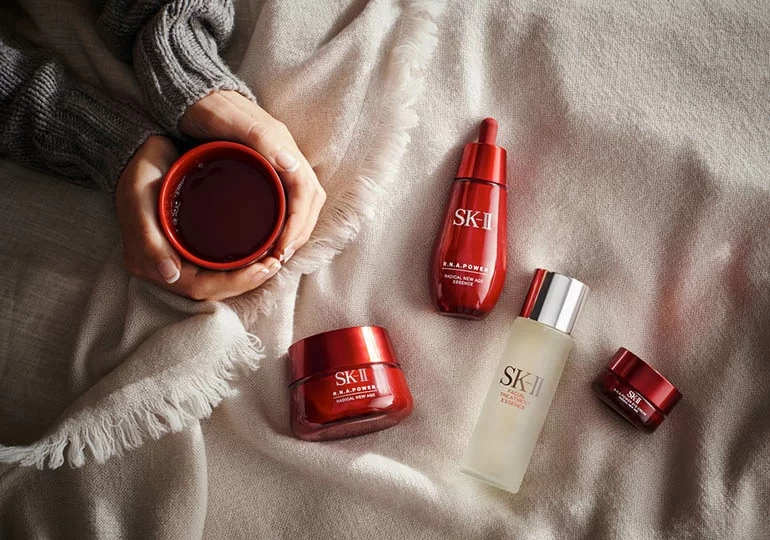 SK-II
R.N.A.POWER
RADICAL NEW AGE
ESSENCE
SK-II
R.N.A.POWER
RADICAL NEW AGE
SK-II
FACIAL
TREATMENT
ESSENCE
SK-II